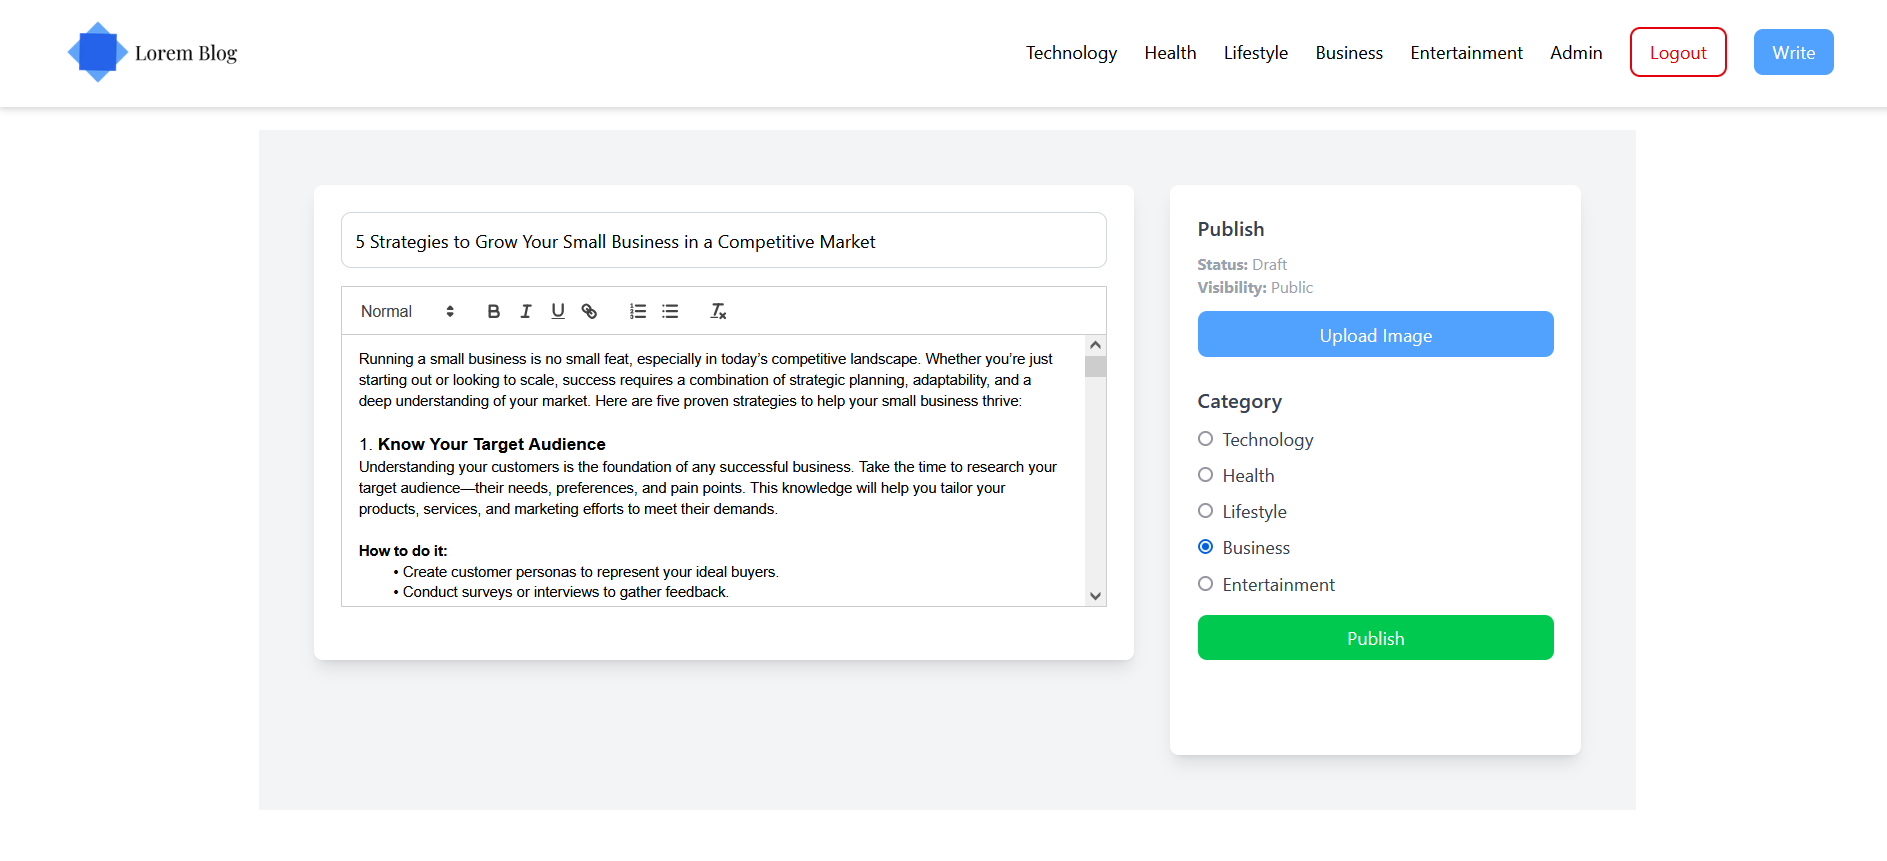 Lorem Blog
Technology Health Lifestyle Business Entertainment Admin Logout Write
5 Strategies to Grow Your Small Business in a Competitive Market
Normal
Running a small business is no small feat, especially in today’s competitive landscape. Whether you’re just
starting out or looking to scale, success requires a combination of strategic planning, adaptability, and a
deep understanding of your market. Here are five proven strategies to help your small business thrive:
1. Know Your Target Audience
Understanding your customers is the foundation of any successful business. Take the time to research your
target audience—their needs, preferences, and pain points. This knowledge will help you tailor your
products, services, and marketing efforts to meet their demands.
How to do it:
• Create customer personas to represent your ideal buyers.
• Conduct surveys or interviews to gather feedback.
Publish
Status: Draft
Visibility: Public
Upload Image
Category
Technology
Health
Lifestyle
Business
Entertainment
Publish